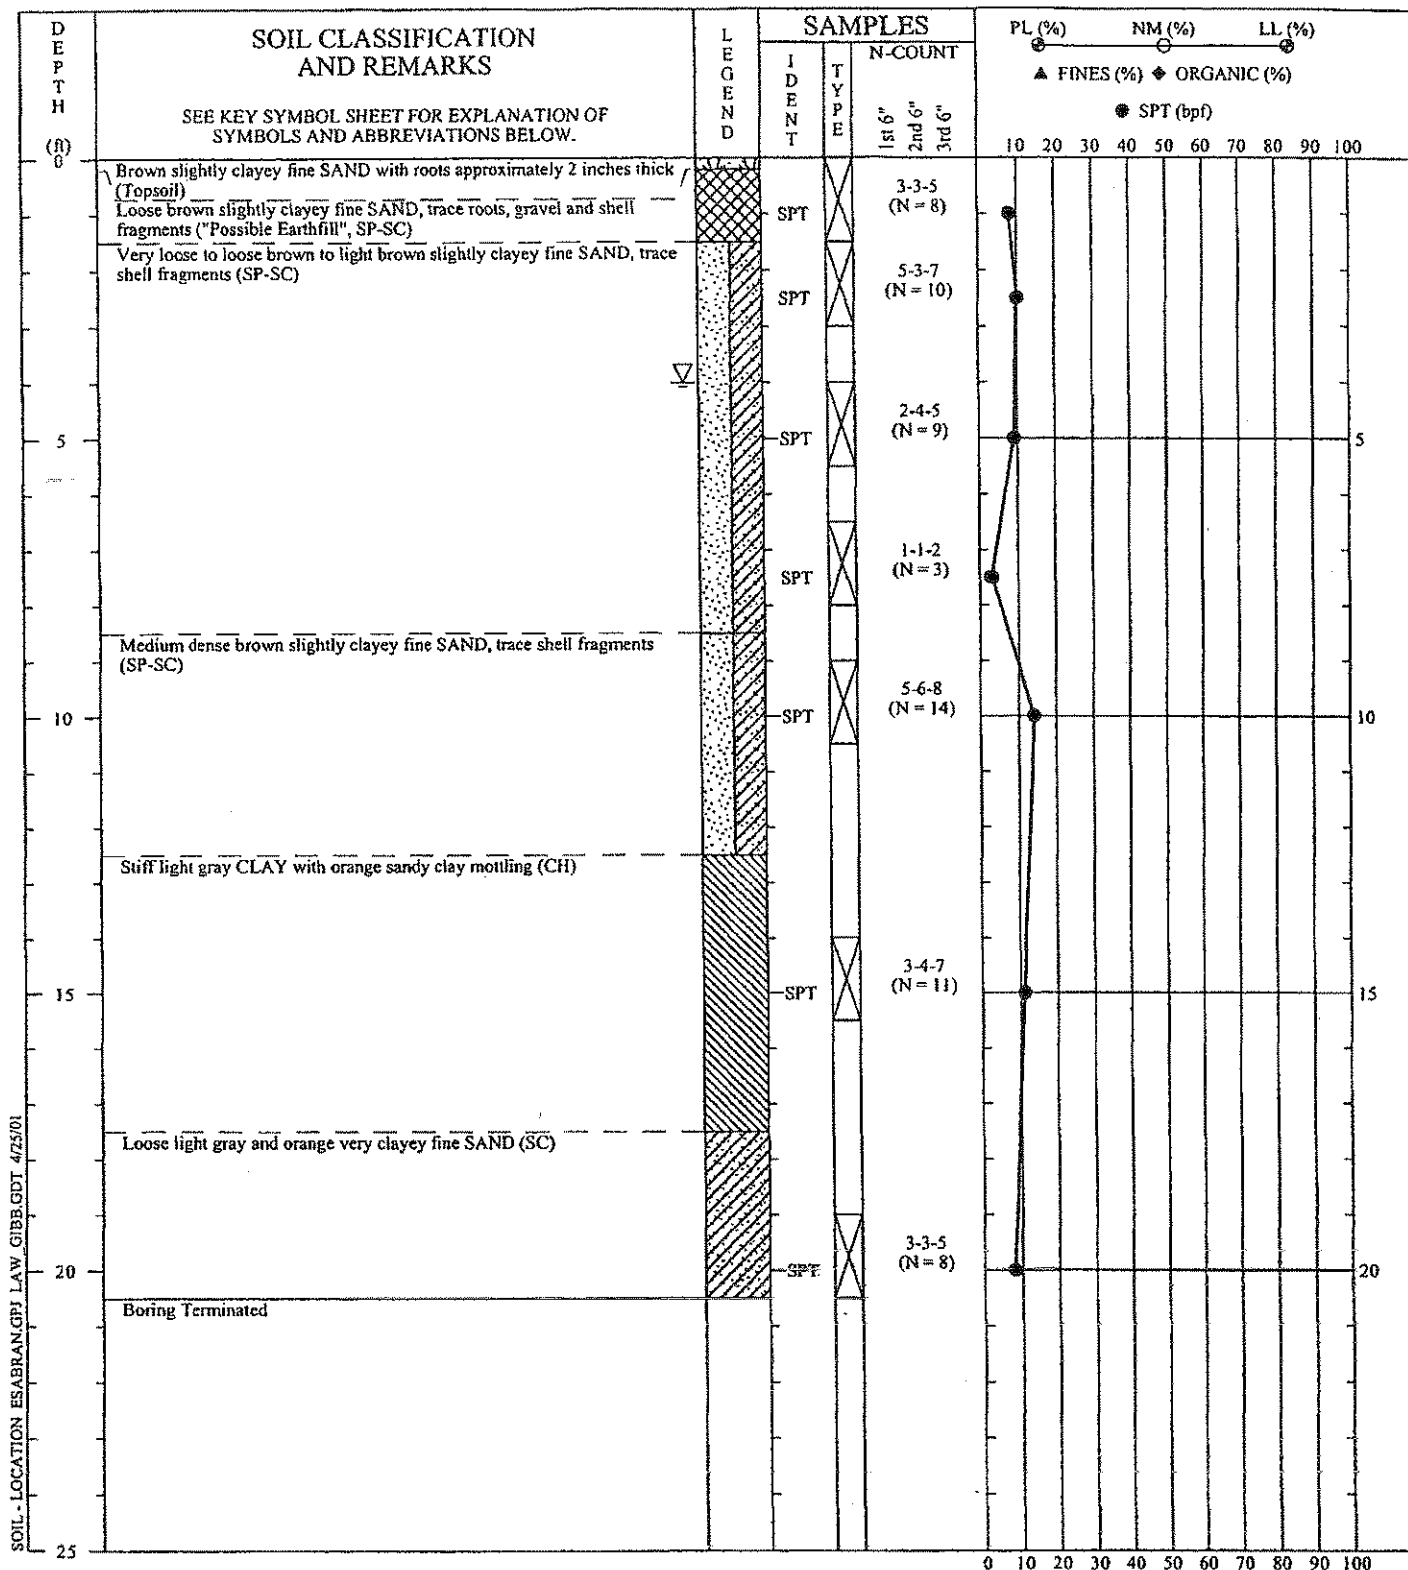 DEPTH
(ft)
SOIL CLASSIFICATION
AND REMARKS
SEE KEY SYMBOL SHEET FOR EXPLANATION OF
SYMBOLS AND ABBREVIATIONS BELOW.
LEGEND
SAMPLES
IDENT
TYPE
N-COUNT
1st 6"
2nd 6"
3rd 6"
PL (%) NM (%) LL (%)
▲ FINES (%) ◆ ORGANIC (%)
● SPT (bpf)
10 20 30 40 50 60 70 80 90 100
0
Brown slightly clayey fine SAND with roots approximately 2 inches thick
(Topsoil)
Loose brown slightly clayey fine SAND, trace roots, gravel and shell
fragments ("Possible Earthfill", SP-SC)
SPT
3-3-5
(N = 8)
Very loose to loose brown to light brown slightly clayey fine SAND, trace
shell fragments (SP-SC)
SPT
5-3-7
(N = 10)
5
SPT
2-4-5
(N = 9)
5
SPT
1-1-2
(N = 3)
Medium dense brown slightly clayey fine SAND, trace shell fragments
(SP-SC)
10
SPT
5-6-8
(N = 14)
10
Stiff light gray CLAY with orange sandy clay mottling (CH)
15
SPT
3-4-7
(N = 11)
15
Loose light gray and orange very clayey fine SAND (SC)
20
SPT
3-3-5
(N = 8)
20
Boring Terminated
25
0 10 20 30 40 50 60 70 80 90 100
SOIL - LOCATION ESABRAN.GPJ LAW_GIBB.GDT 4/25/01